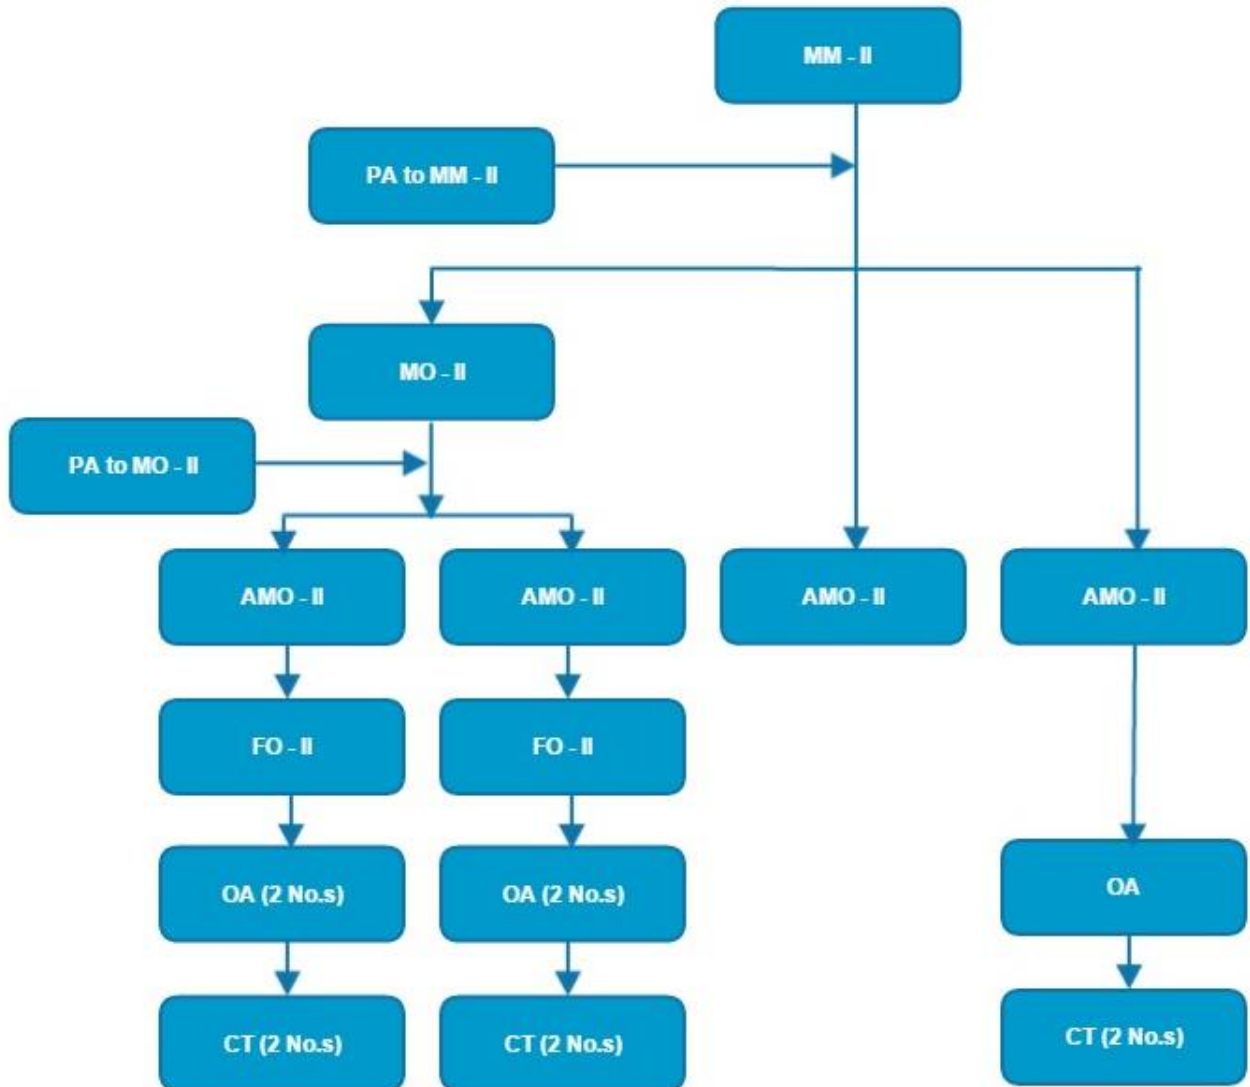 MM - II
PA to MM - II
MO - II
PA to MO - II
AMO - II
AMO - II
AMO - II
AMO - II
FO - II
FO - II
OA (2 No.s)
OA (2 No.s)
OA
CT (2 No.s)
CT (2 No.s)
CT (2 No.s)